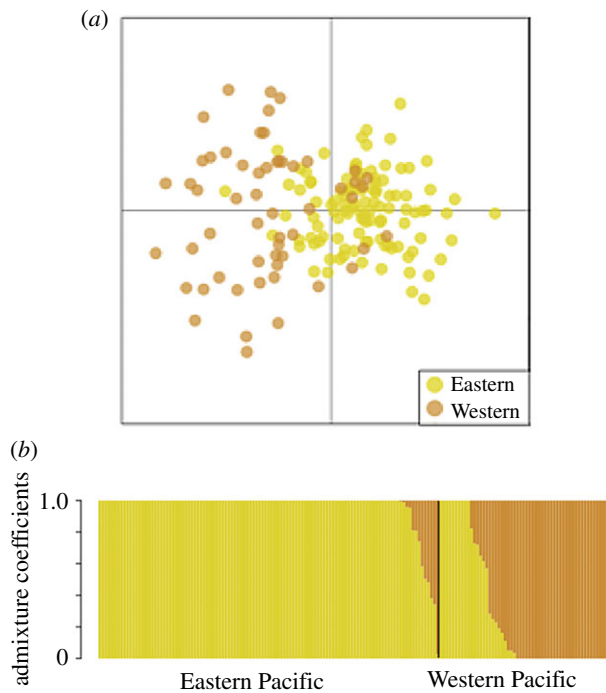 (a)
Eastern
Western
(b)
1.0
admixture coefficients
0
Eastern Pacific
Western Pacific